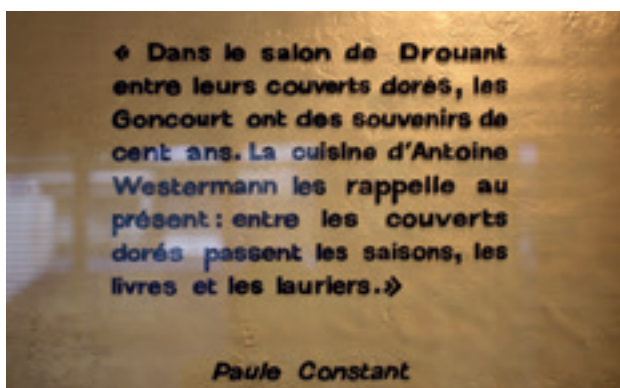 « Dans le salon de Drouant
entre leurs couverts dorés, les
Goncourt ont des souvenirs de
cent ans. La cuisine d'Antoine
Westermann les rappelle au
présent : entre les couverts
dorés passent les saisons, les
livres et les lauriers.»
Paule Constant